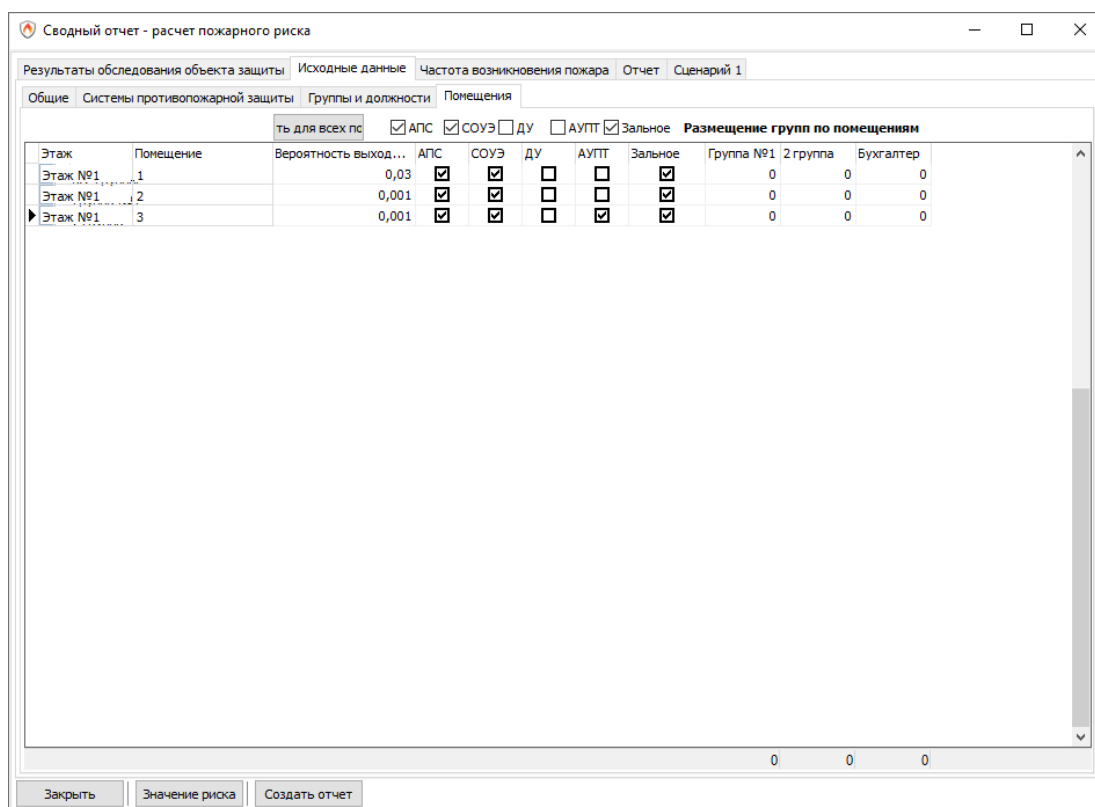 Сводный отчет - расчет пожарного риска
Результаты обследования объекта защиты Исходные данные Частота возникновения пожара Отчет Сценарий 1
Общие Системы противопожарной защиты Группы и должности Помещения
ть для всех по АПС СОУЭ ДУ АУПТ Зальное Размещение групп по помещениям
Этаж Помещение Вероятность выход... АПС СОУЭ ДУ АУПТ Зальное Группа №1 2 группа Бухгалтер
Этаж №1 1 0,03 0 0 0
Этаж №1 2 0,001 0 0 0
Этаж №1 3 0,001 0 0 0
0 0 0
Закрыть Значение риска Создать отчет